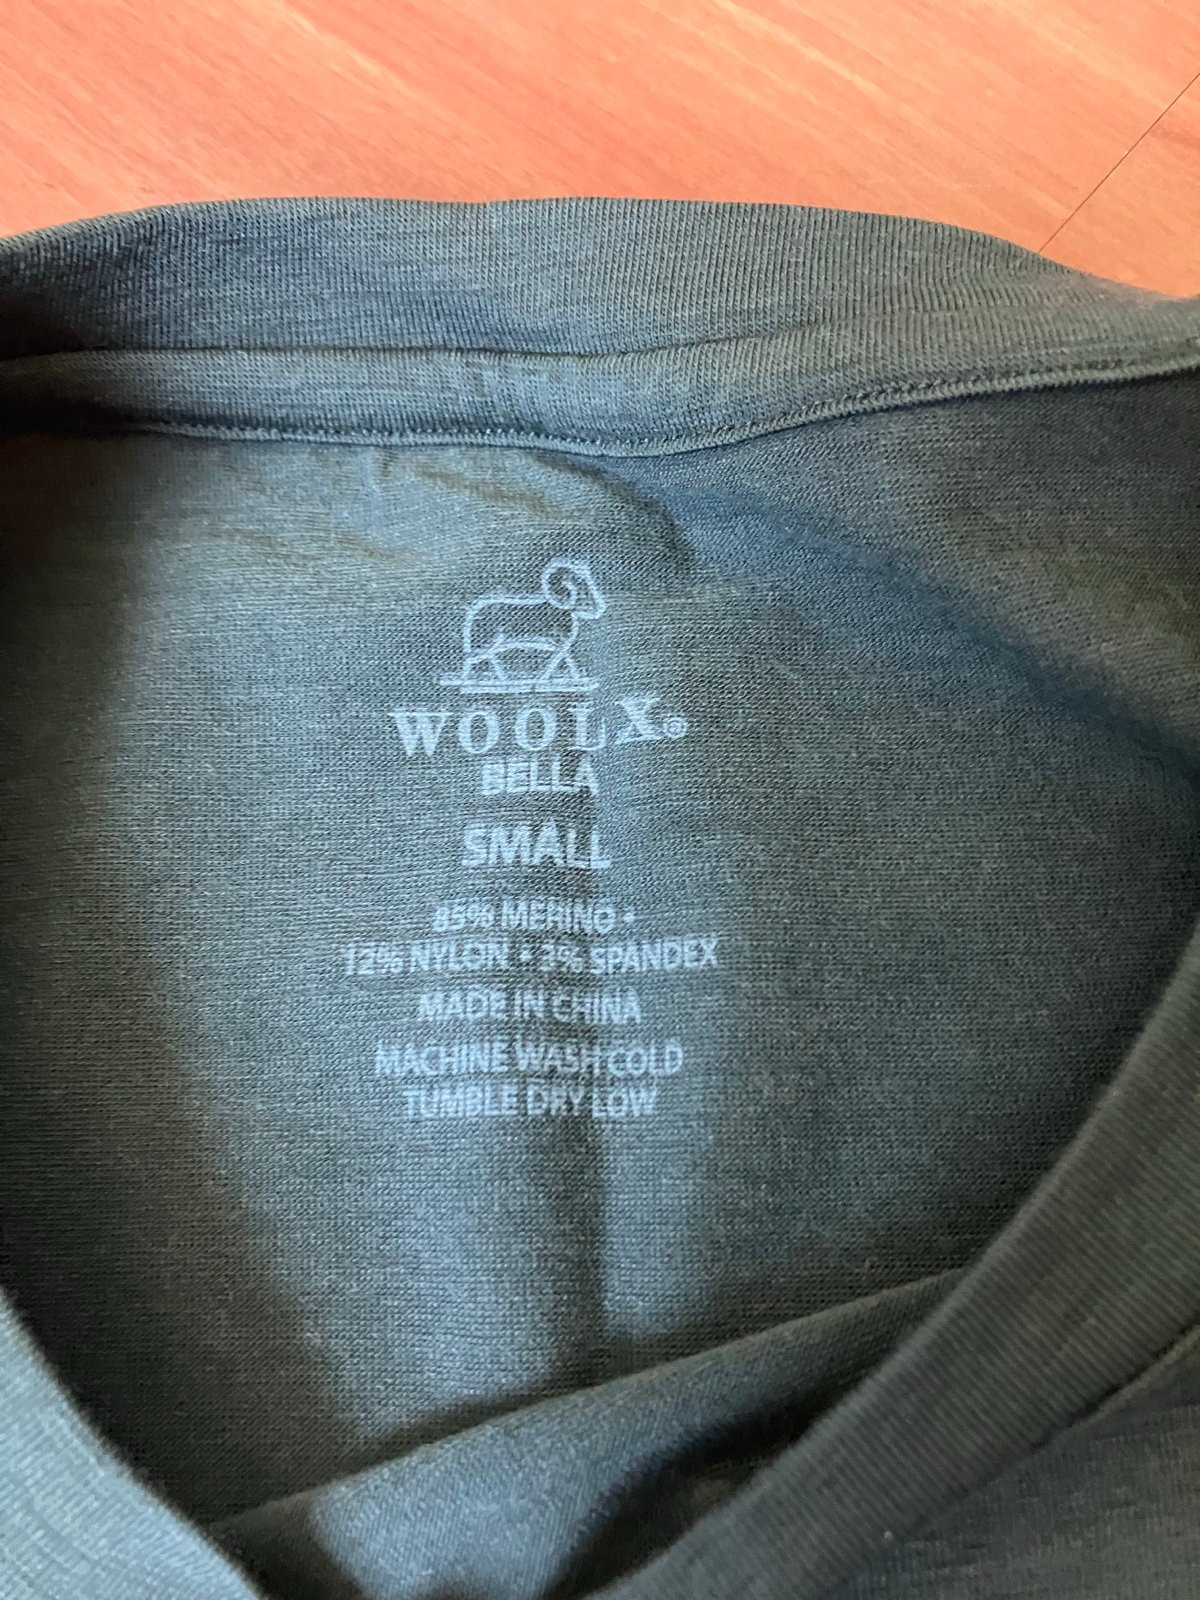 WOOLX®
BELLA
SMALL
85% MERINO •
12% NYLON • 3% SPANDEX
MADE IN CHINA
MACHINE WASH COLD
TUMBLE DRY LOW